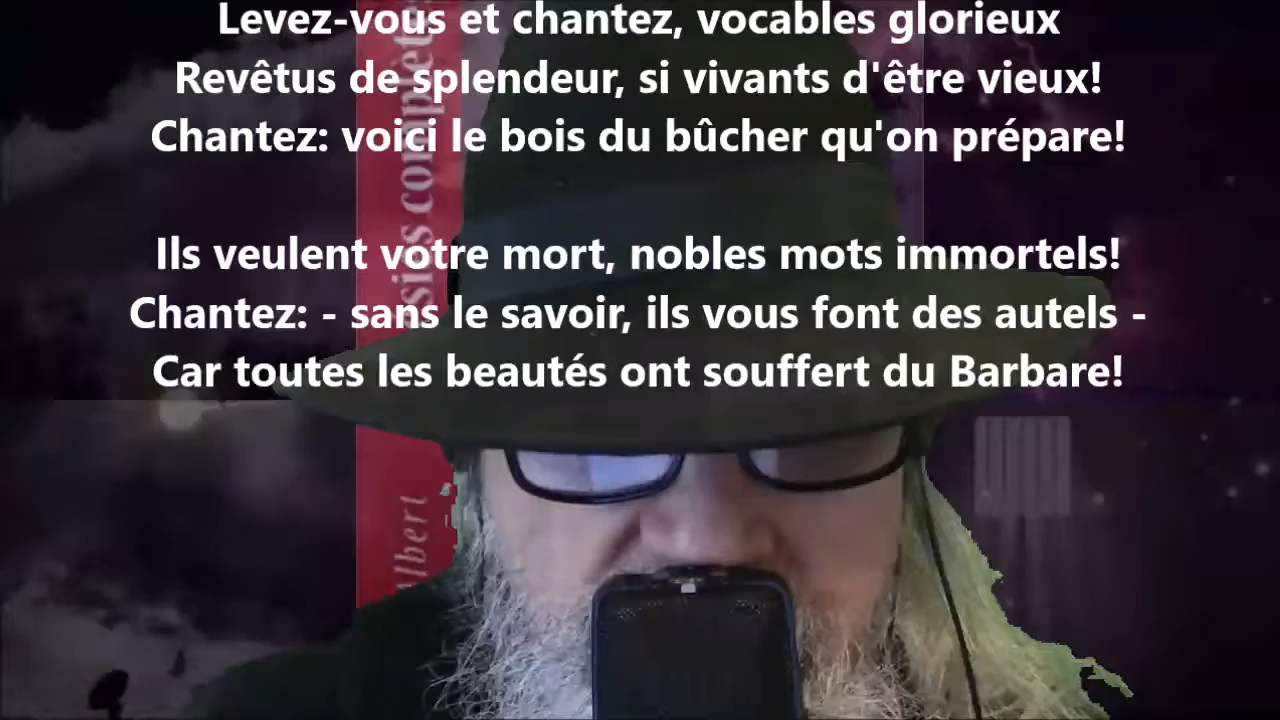 Levez-vous et chantez, vocables glorieux
Revêtus de splendeur, si vivants d'être vieux!
Chantez: voici le bois du bûcher qu'on prépare!
Ils veulent votre mort, nobles mots immortels!
Chantez: - sans le savoir, ils vous font des autels -
Car toutes les beautés ont souffert du Barbare!
Albert
complètes